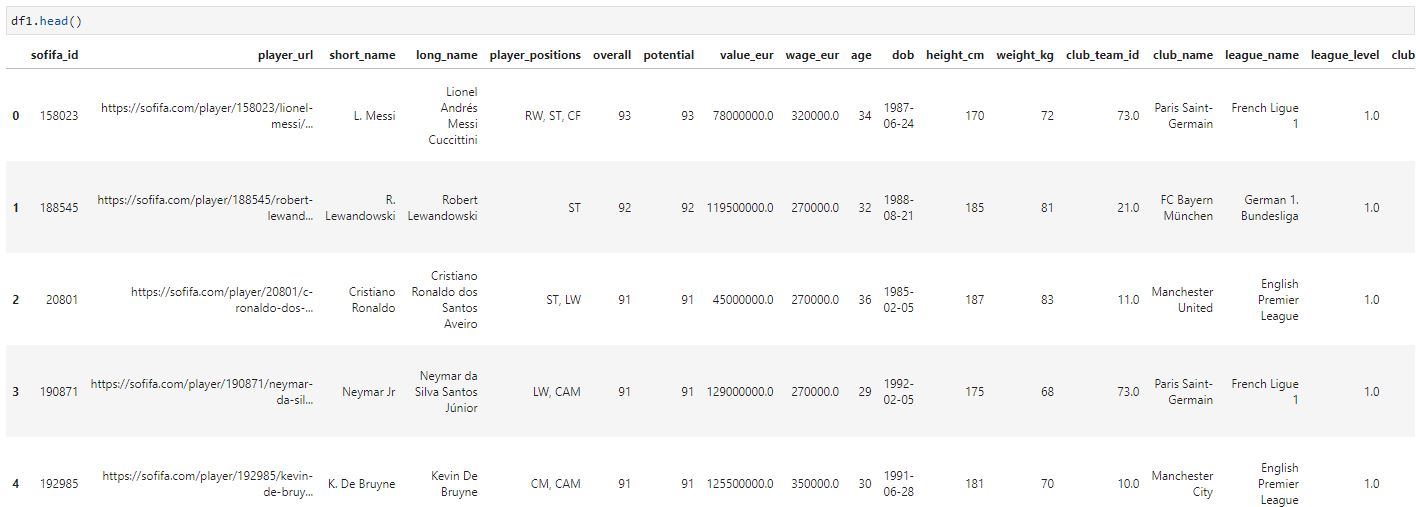 df1.head()
sofifa_id player_url short_name long_name player_positions overall potential value_eur wage_eur age dob height_cm weight_kg club_team_id club_name league_name league_level club
Lionel
Andrés
Messi
Cuccittini
0 158023 https://sofifa.com/player/158023/lionel-
messi/... L. Messi RW, ST, CF 93 93 78000000.0 320000.0 34 1987-
06-24 170 72 73.0 Paris Saint-
Germain French Ligue
1 1.0
1 188545 https://sofifa.com/player/188545/robert-
lewand... R.
Lewandowski Robert
Lewandowski ST 92 92 119500000.0 270000.0 32 1988-
08-21 185 81 21.0 FC Bayern
München German 1.
Bundesliga 1.0
2 20801 https://sofifa.com/player/20801/c-
ronaldo-dos-... Cristiano
Ronaldo Cristiano
Ronaldo dos
Santos
Aveiro ST, LW 91 91 45000000.0 270000.0 36 1985-
02-05 187 83 11.0 Manchester
United English
Premier
League 1.0
3 190871 https://sofifa.com/player/190871/neymar-
da-sil... Neymar Jr Neymar da
Silva Santos
Júnior LW, CAM 91 91 129000000.0 270000.0 29 1992-
02-05 175 68 73.0 Paris Saint-
Germain French Ligue
1 1.0
4 192985 https://sofifa.com/player/192985/kevin-
de-bruy... K. De Bruyne Kevin De
Bruyne CM, CAM 91 91 125500000.0 350000.0 30 1991-
06-28 181 70 10.0 Manchester
City English
Premier
League 1.0